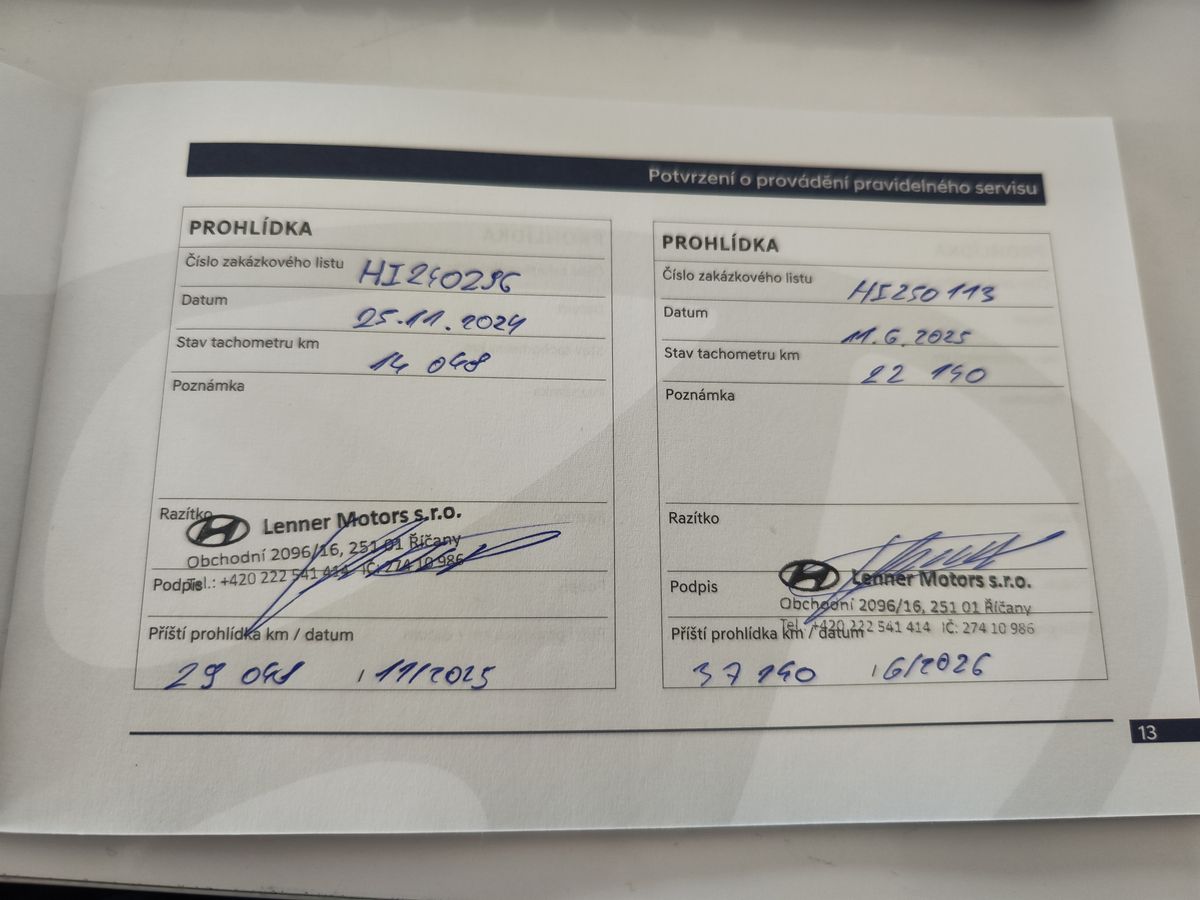 Potvrzení o provádění pravidelného servisu
PROHLÍDKA
Číslo zakázkového listu HI240296
Datum 25.11.2024
Stav tachometru km 14 048
Poznámka
Razítko
Lenner Motors s.r.o.
Obchodní 2096/16, 251 01 Říčany
Tel.: +420 222 541 414 IČ: 274 10 986
Podpis
Příští prohlídka km / datum
29 048 / 11/2025
PROHLÍDKA
Číslo zakázkového listu HI250113
Datum 11.6.2025
Stav tachometru km 22 190
Poznámka
Razítko
Podpis
Lenner Motors s.r.o.
Obchodní 2096/16, 251 01 Říčany
Tel.: +420 222 541 414 IČ: 274 10 986
Příští prohlídka km / datum
37 190 / 6/2026
13